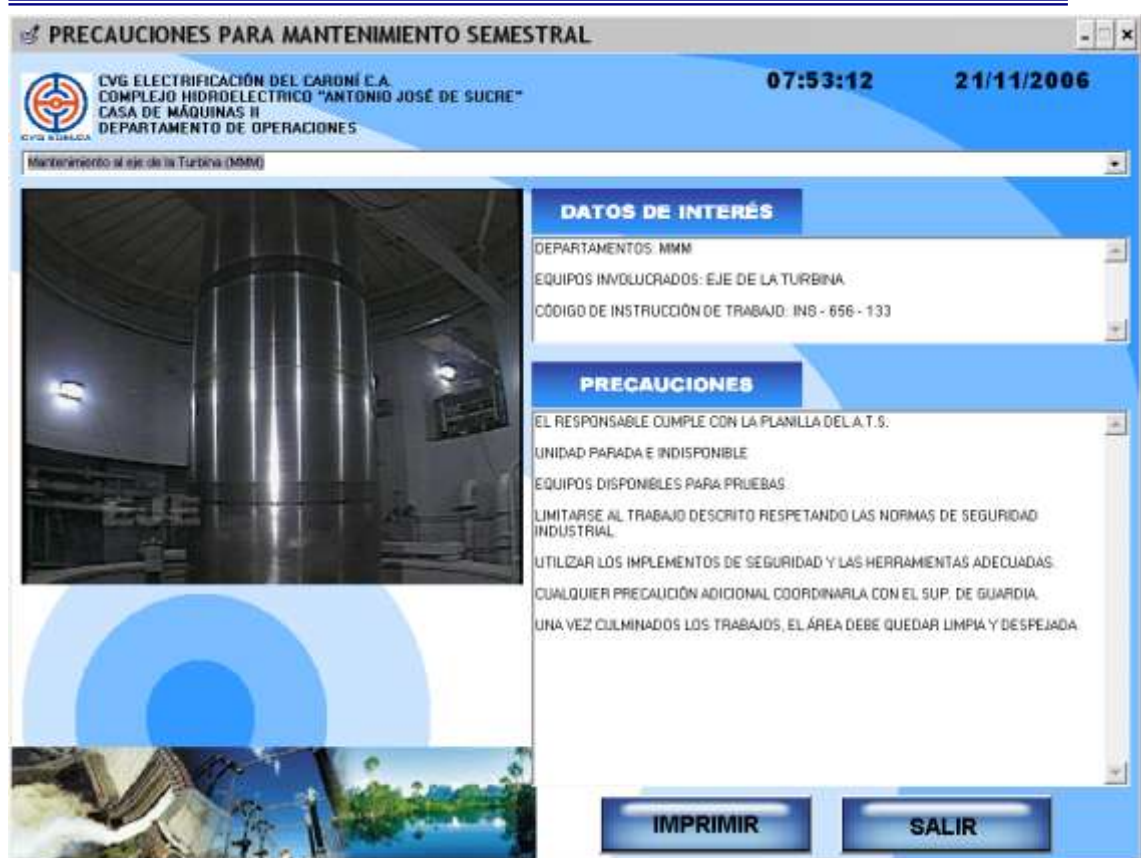 PRECAUCIONES PARA MANTENIMIENTO SEMESTRAL
CVG ELECTRIFICACIÓN DEL CARONÍ C.A.
COMPLEJO HIDROELECTRICO "ANTONIO JOSÉ DE SUCRE"
CASA DE MÁQUINAS II
DEPARTAMENTO DE OPERACIONES
07:53:12
21/11/2006
CVG EDELCA
Mantenimiento al eje de la Turbina (MMM)
EJE
DATOS DE INTERÉS
DEPARTAMENTOS: MMM
EQUIPOS INVOLUCRADOS: EJE DE LA TURBINA
CÓDIGO DE INSTRUCCIÓN DE TRABAJO: INS - 656 - 133
PRECAUCIONES
EL RESPONSABLE CUMPLE CON LA PLANILLA DEL A.T.S.
UNIDAD PARADA E INDISPONIBLE
EQUIPOS DISPONIBLES PARA PRUEBAS
LIMITARSE AL TRABAJO DESCRITO RESPETANDO LAS NORMAS DE SEGURIDAD
INDUSTRIAL
UTILIZAR LOS IMPLEMENTOS DE SEGURIDAD Y LAS HERRAMIENTAS ADECUADAS.
CUALQUIER PRECAUCIÓN ADICIONAL COORDINARLA CON EL SUP. DE GUARDIA.
UNA VEZ CULMINADOS LOS TRABAJOS, EL ÁREA DEBE QUEDAR LIMPIA Y DESPEJADA
IMPRIMIR
SALIR